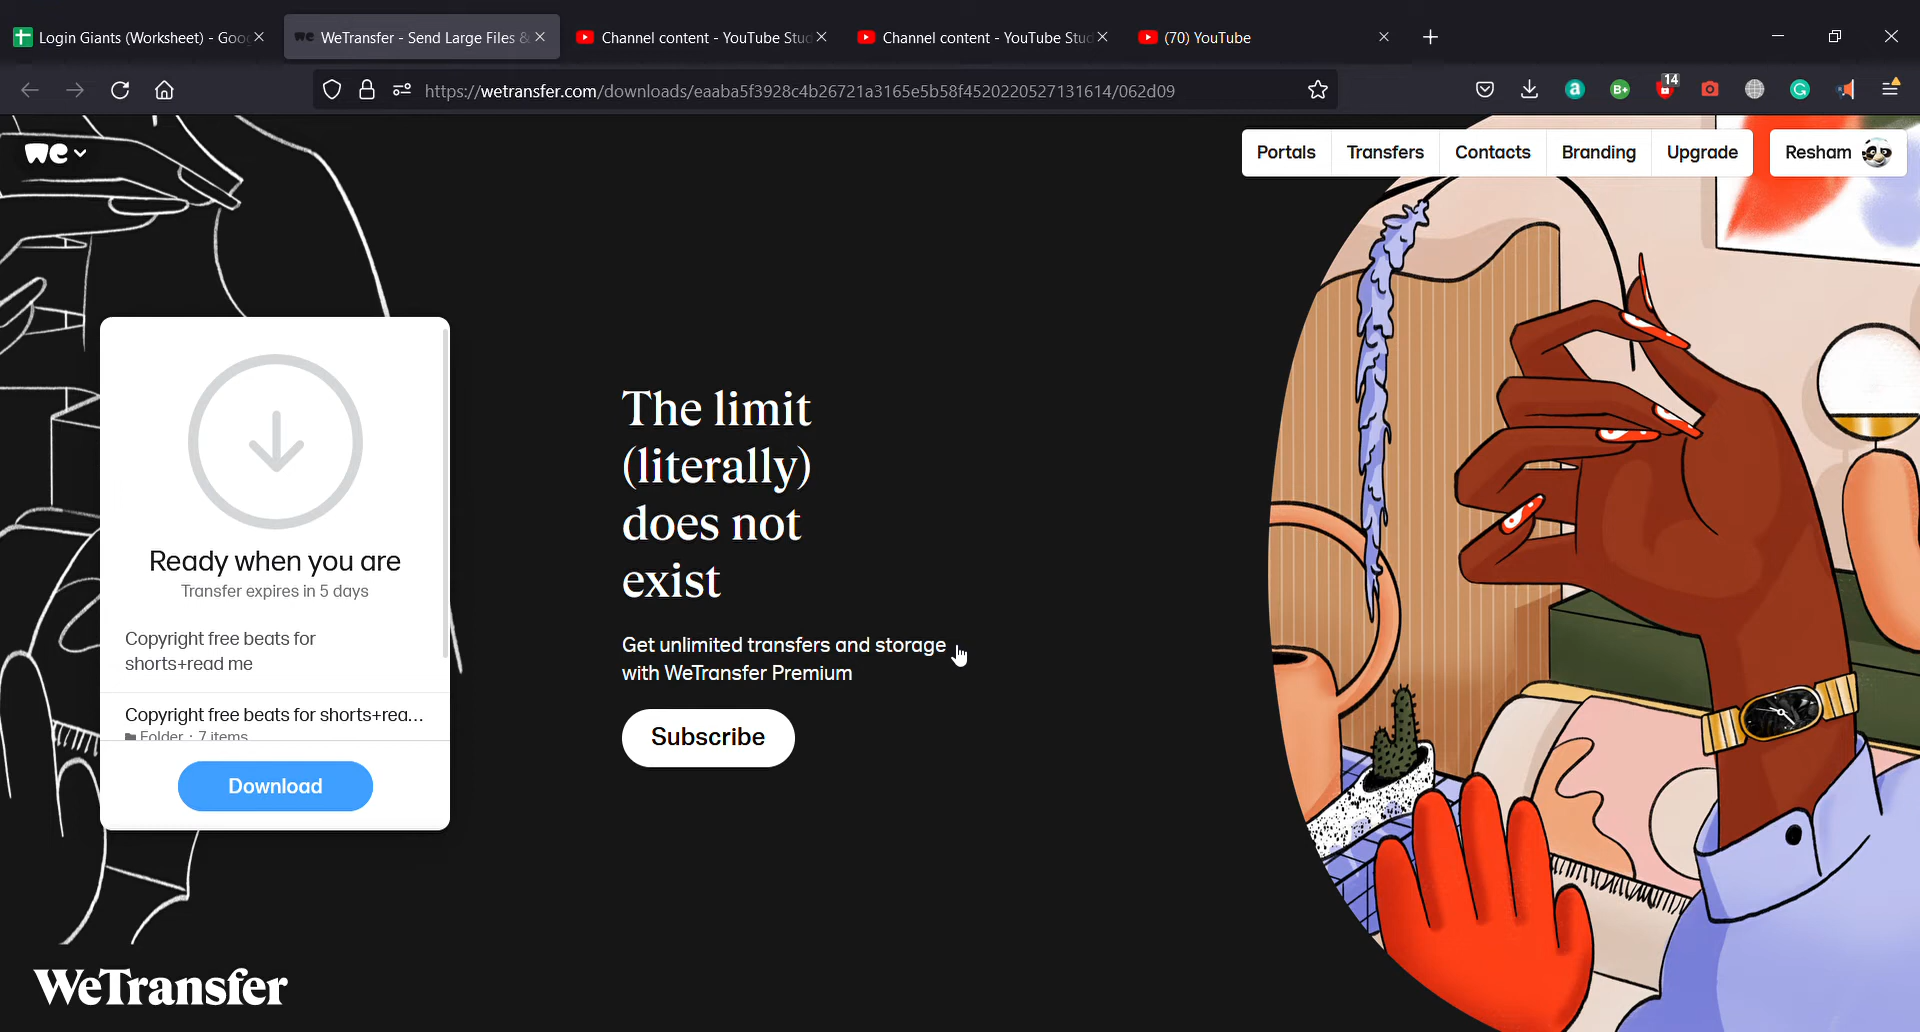 Login Giants (Worksheet) - Goo
WeTransfer - Send Large Files &
Channel content - YouTube Stud
Channel content - YouTube Stud
(70) YouTube
https://wetransfer.com/downloads/eaaba5f3928c4b26721a3165e5b58f4520220527131614/062d09
14
we
Portals
Transfers
Contacts
Branding
Upgrade
Resham
Ready when you are
Transfer expires in 5 days
Copyright free beats for
shorts+read me
Copyright free beats for shorts+rea...
Folder · 7 items
Download
The limit
(literally)
does not
exist
Get unlimited transfers and storage
with WeTransfer Premium
Subscribe
WeTransfer